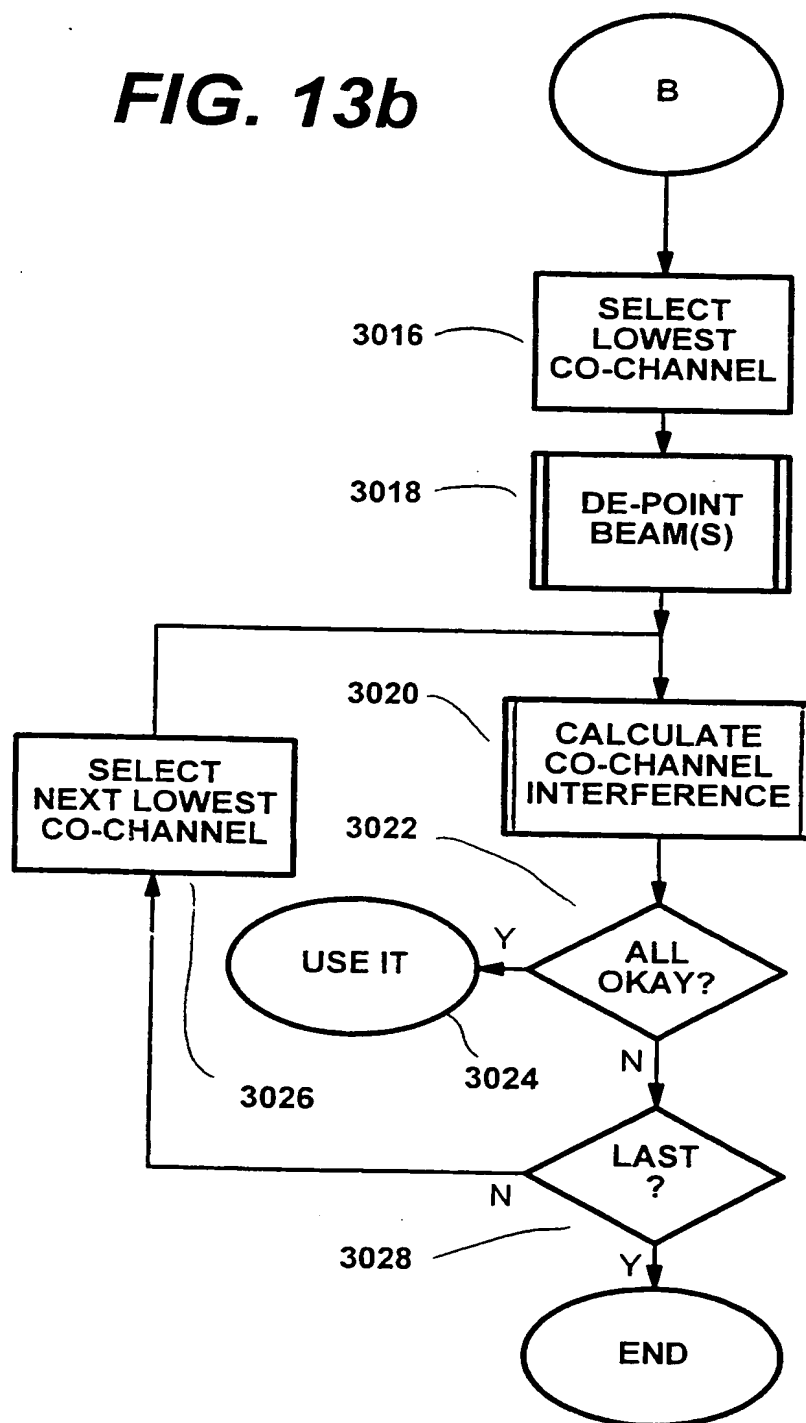 FIG. 13b
B
3016
SELECT
LOWEST
CO-CHANNEL
3018
DE-POINT
BEAM(S)
3020
CALCULATE
CO-CHANNEL
INTERFERENCE
SELECT
NEXT LOWEST
CO-CHANNEL
3022
ALL
OKAY?
Y
USE IT
3024
N
3026
LAST
?
N
3028
Y
END